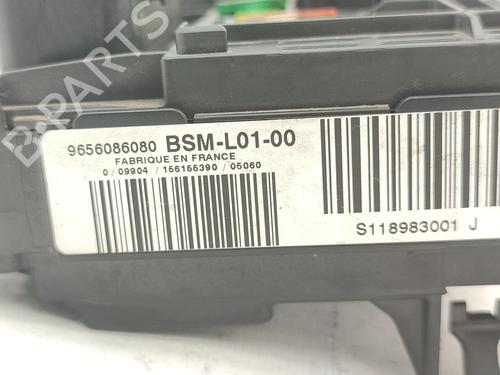 9656086080 BSM-L01-00
FABRIQUE EN FRANCE
0/09904/156156390/05060
S118983001 J
B-PARTS